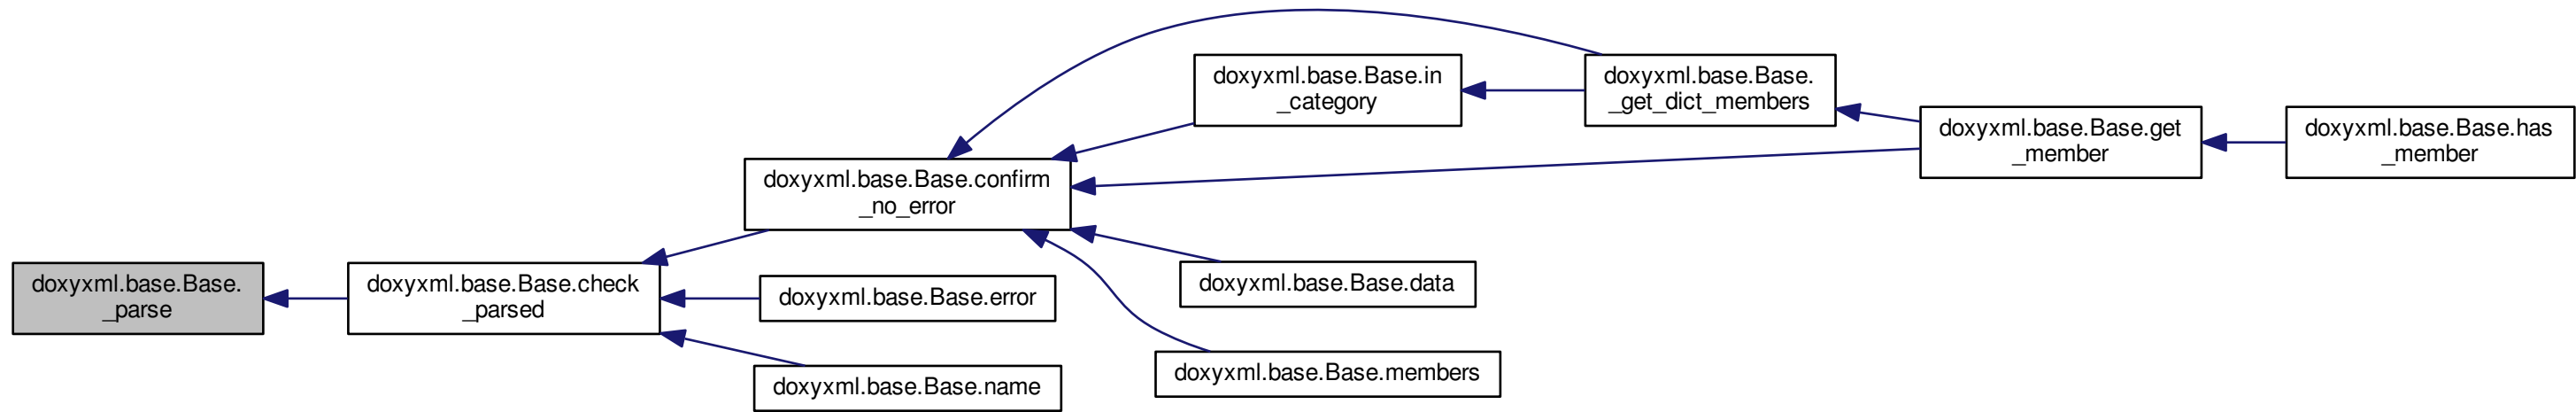 doxyxml.base.Base.
_parse
doxyxml.base.Base.check
_parsed
doxyxml.base.Base.confirm
_no_error
doxyxml.base.Base.error
doxyxml.base.Base.name
doxyxml.base.Base.in
_category
doxyxml.base.Base.data
doxyxml.base.Base.members
doxyxml.base.Base.
_get_dict_members
doxyxml.base.Base.get
_member
doxyxml.base.Base.has
_member